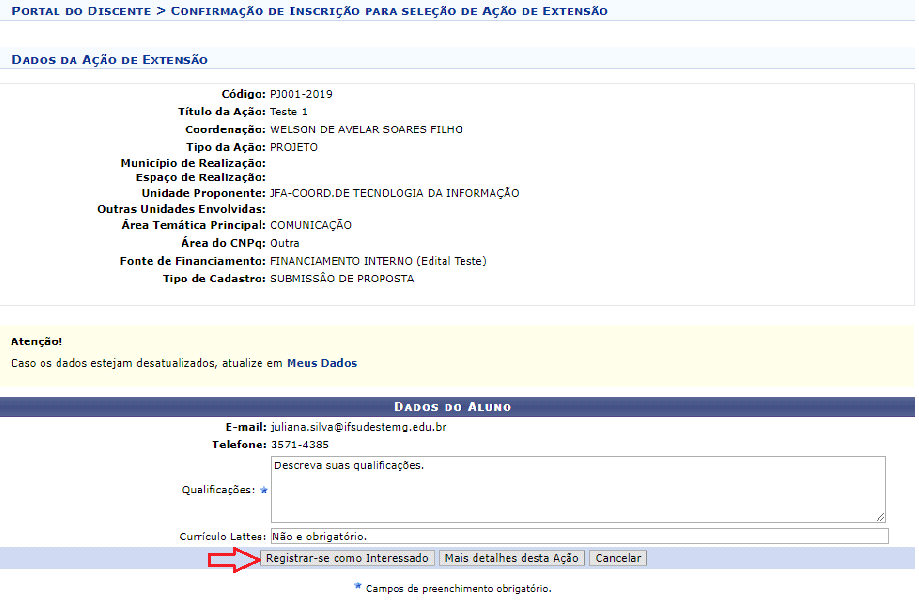 Portal do Discente > Confirmação de Inscrição para seleção de Ação de Extensão
Dados da Ação de Extensão
Código: PJ001-2019
Título da Ação: Teste 1
Coordenação: WELSON DE AVELAR SOARES FILHO
Tipo da Ação: PROJETO
Município de Realização:
Espaço de Realização:
Unidade Proponente: JFA-COORD.DE TECNOLOGIA DA INFORMAÇÃO
Outras Unidades Envolvidas:
Área Temática Principal: COMUNICAÇÃO
Área do CNPq: Outra
Fonte de Financiamento: FINANCIAMENTO INTERNO (Edital Teste)
Tipo de Cadastro: SUBMISSÃO DE PROPOSTA
Atenção!
Caso os dados estejam desatualizados, atualize em Meus Dados
Dados do Aluno
E-mail: juliana.silva@ifsudestemg.edu.br
Telefone: 3571-4385
Qualificações: Descreva suas qualificações.
Currículo Lattes: Não e obrigatório.
Registrar-se como Interessado Mais detalhes desta Ação Cancelar
Campos de preenchimento obrigatório.